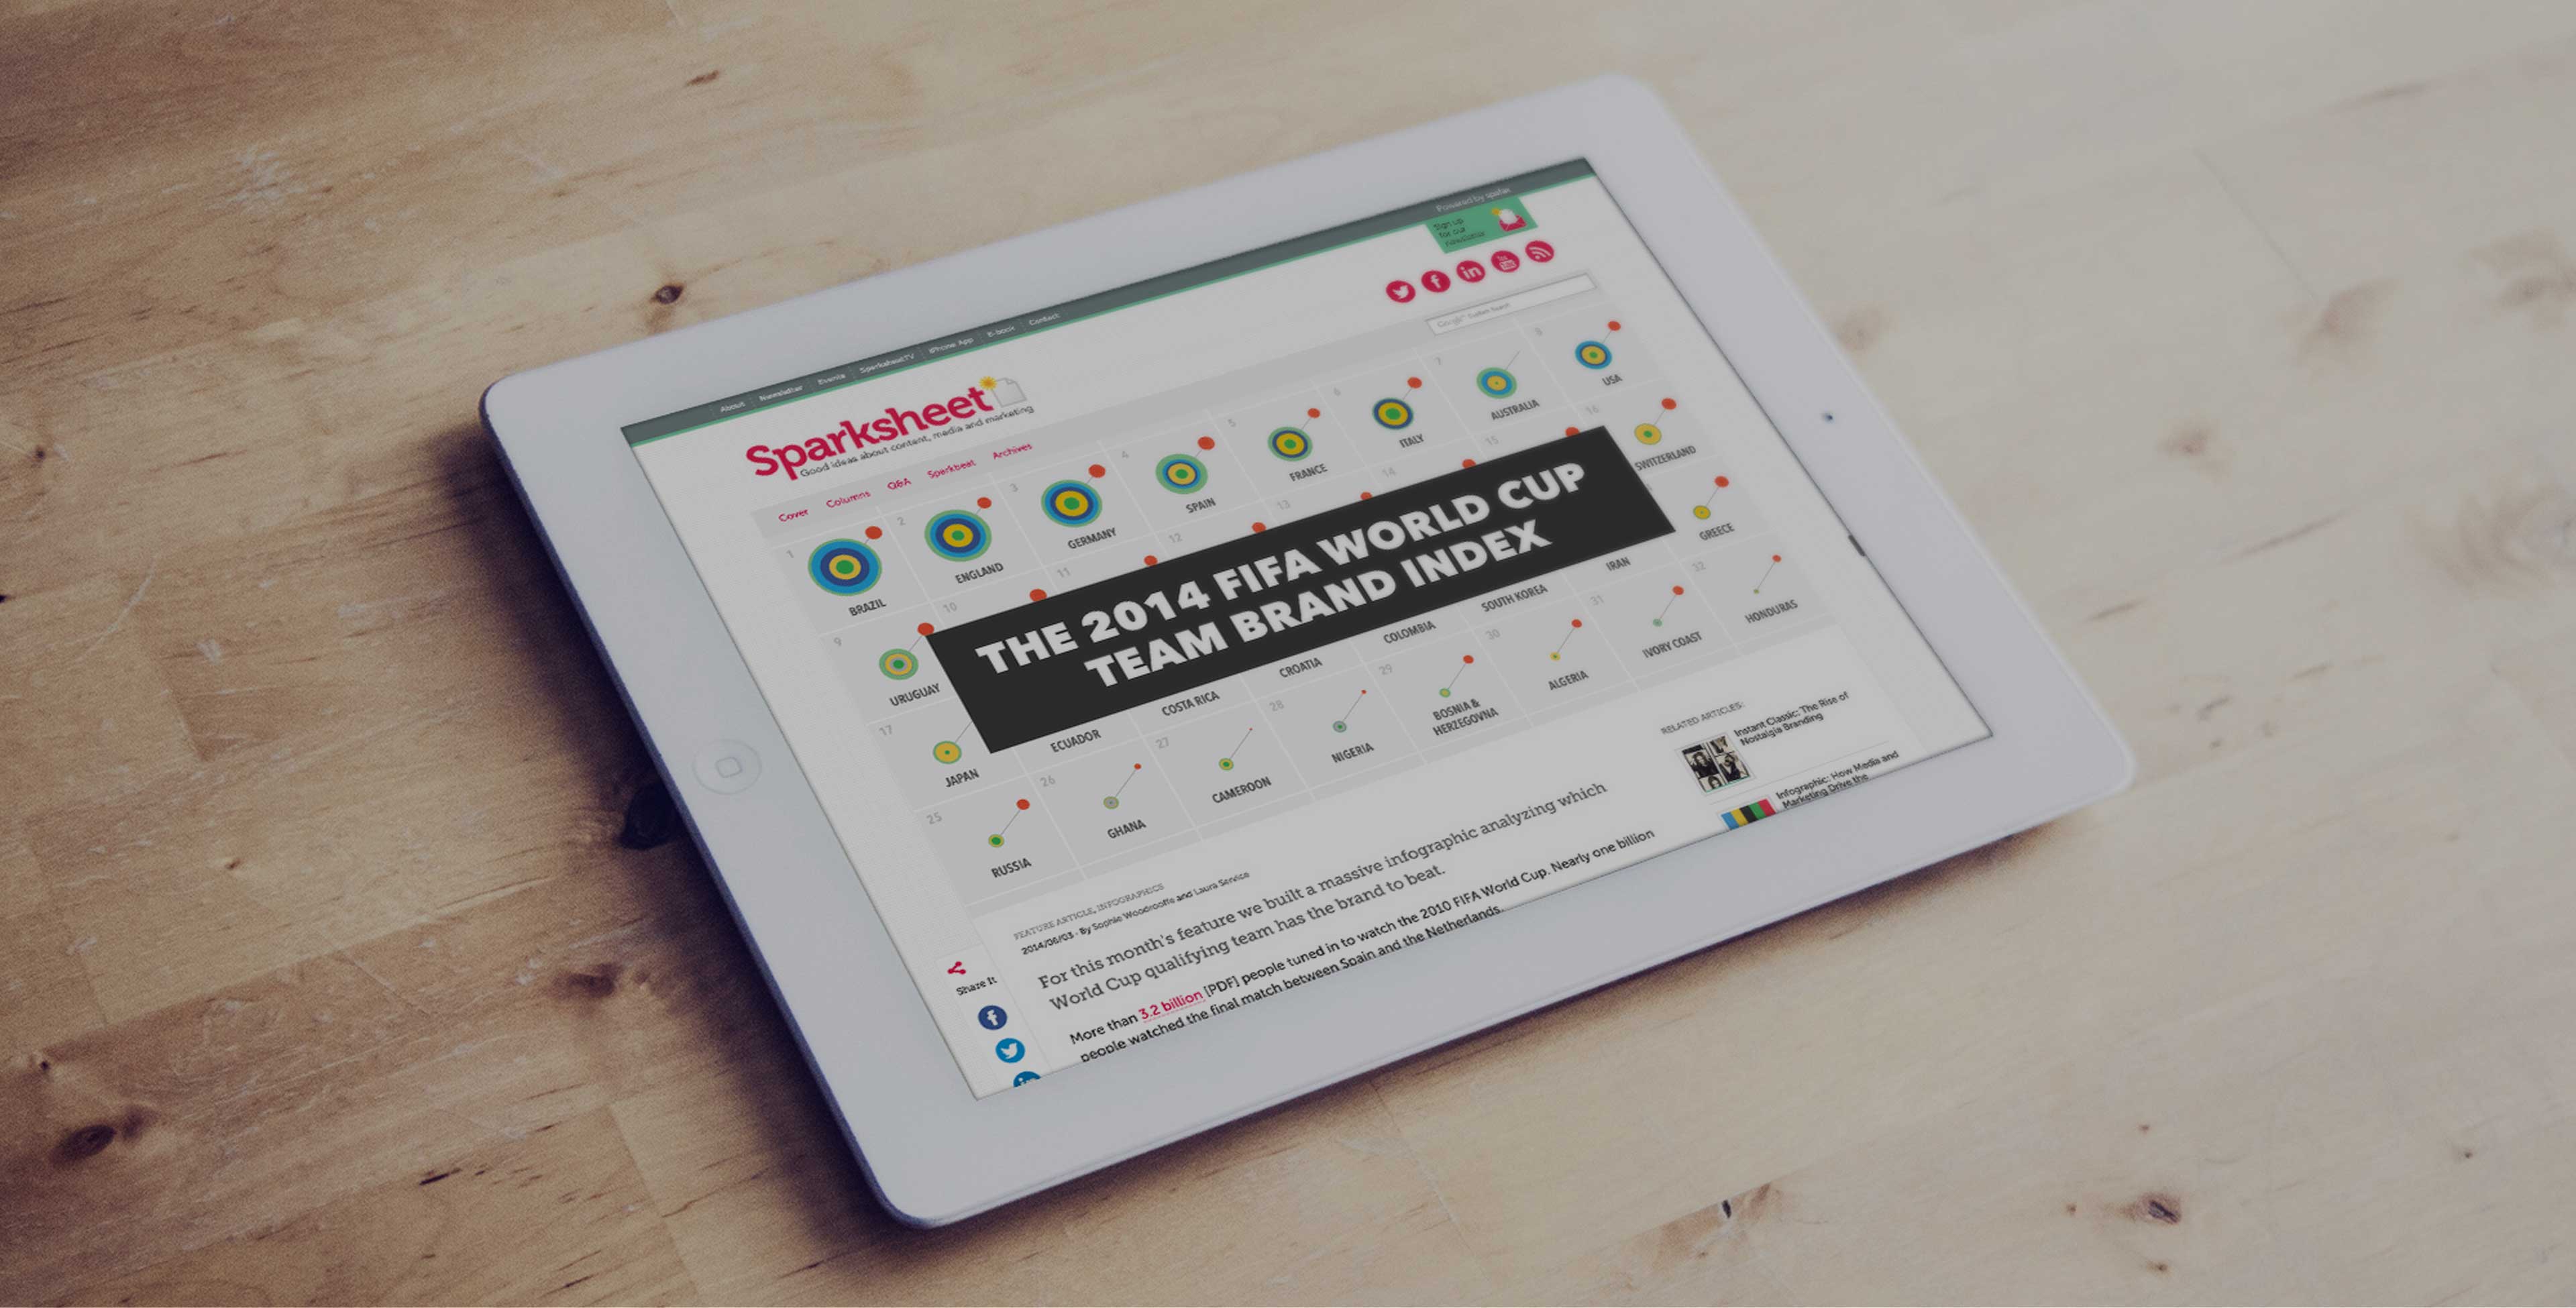 Powered by spafax
Sign up
for our
newsletter
About
Newsletter
Events
SparksheetTV
iPhone App
E-book
Contact
Sparksheet
Good ideas about content, media and marketing
Google™ Custom Search
Cover
Columns
Q&A
Sparkbeat
Archives
1
BRAZIL
2
ENGLAND
3
GERMANY
4
SPAIN
5
FRANCE
6
ITALY
7
AUSTRALIA
8
USA
9
URUGUAY
10
11
12
13
14
15
16
SWITZERLAND
THE 2014 FIFA WORLD CUP
TEAM BRAND INDEX
17
JAPAN
ECUADOR
COSTA RICA
CROATIA
COLOMBIA
SOUTH KOREA
IRAN
GREECE
25
RUSSIA
26
GHANA
27
CAMEROON
28
NIGERIA
29
BOSNIA &
HERZEGOVNA
30
ALGERIA
31
IVORY COAST
32
HONDURAS
FEATURE ARTICLE, INFOGRAPHICS
2014/06/03 - By Sophie Woodrooffe and Laura Service
For this month's feature we built a massive infographic analyzing which
World Cup qualifying team has the brand to beat.
More than 3.2 billion [PDF] people tuned in to watch the 2010 FIFA World Cup. Nearly one billion
people watched the final match between Spain and the Netherlands.
Share It
RELATED ARTICLES:
Instant Classic: The Rise of
Nostalgia Branding
Infographic: How Media and
Marketing Drive the